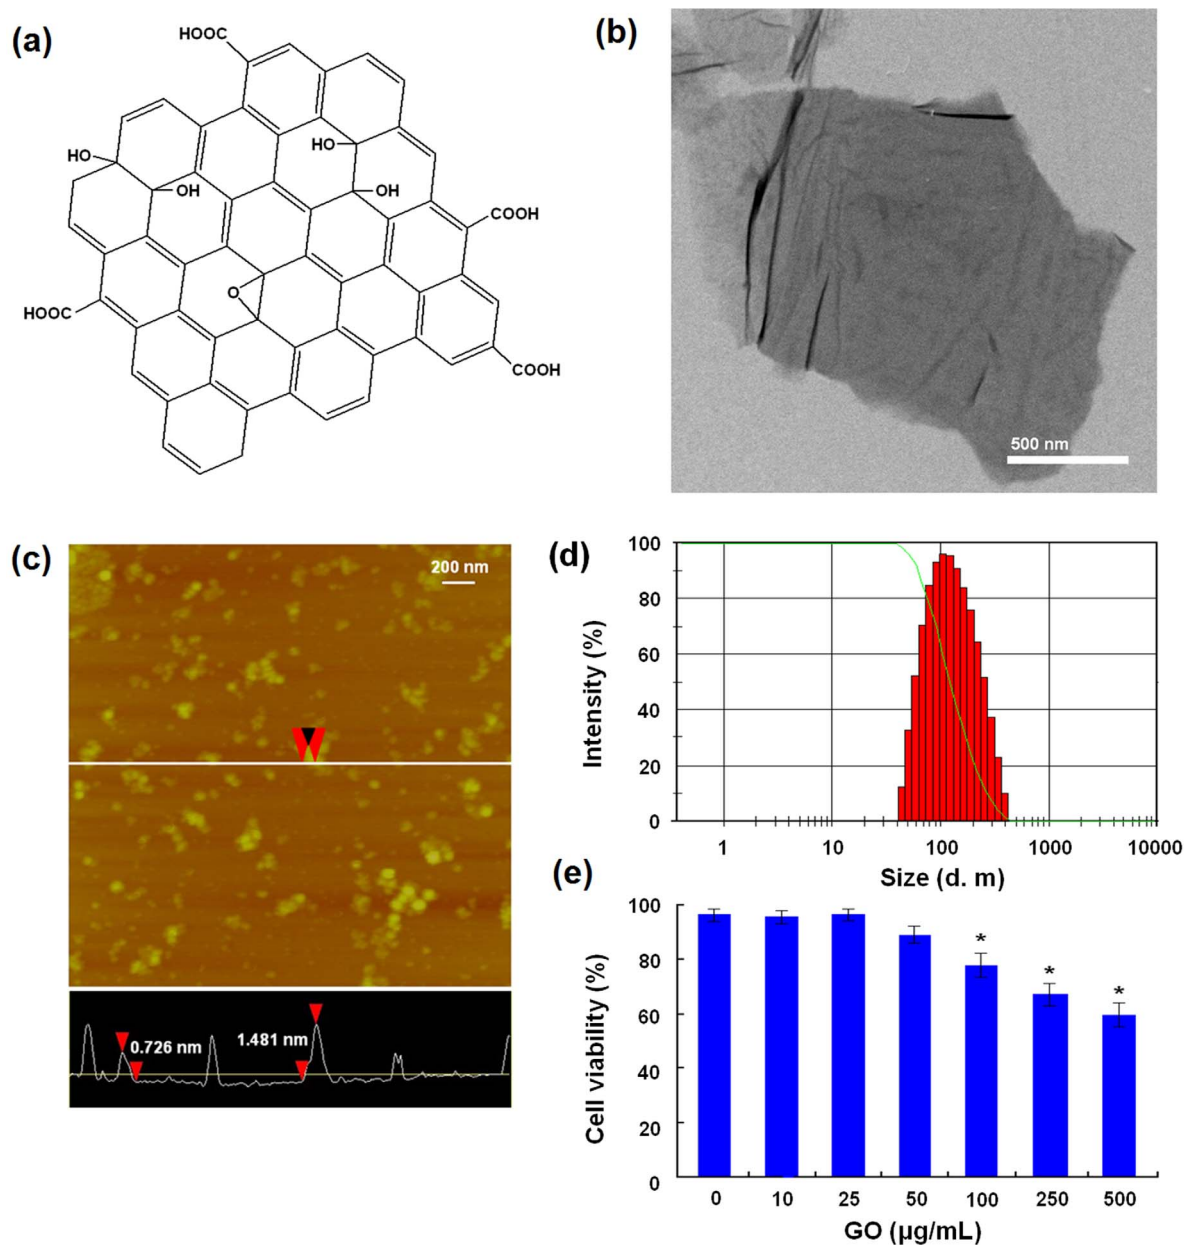 (a)
HOOC
HO
HO
OH
OH
COOH
O
HOOC
COOH
(b)
500 nm
(c)
200 nm
0.726 nm
1.481 nm
(d)
Intensity (%)
100
80
60
40
20
0
1 10 100 1000 10000
Size (d. m)
(e)
Cell viability (%)
100
80
60
40
20
0
*
*
*
0 10 25 50 100 250 500
GO (µg/mL)